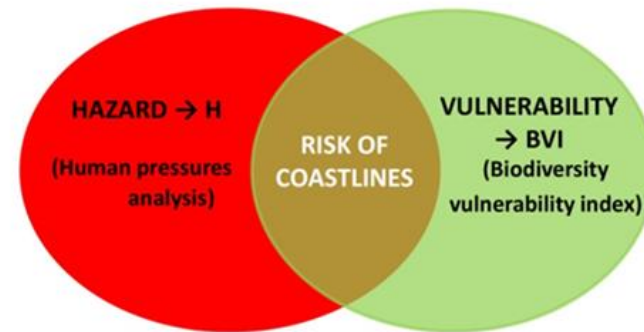 HAZARD → H
(Human pressures
analysis)
RISK OF
COASTLINES
VULNERABILITY
→ BVI
(Biodiversity
vulnerability index)